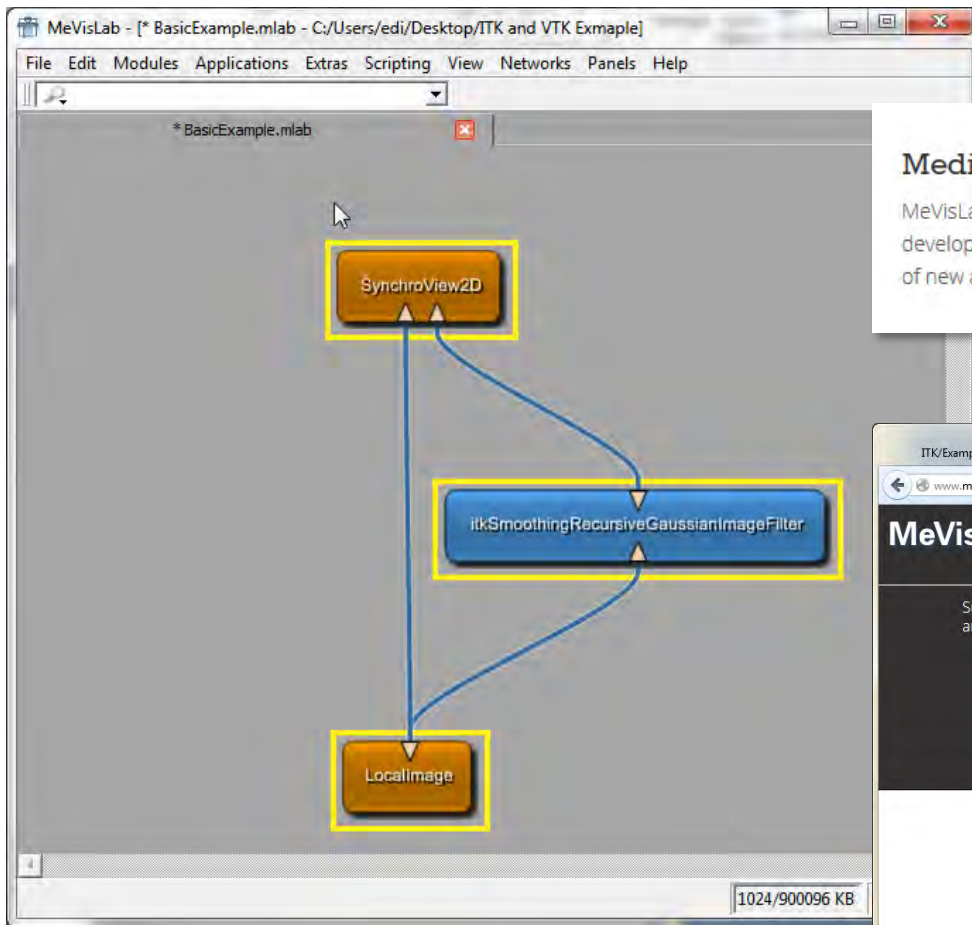 MeVisLab - [* BasicExample.mlab - C:/Users/edi/Desktop/ITK and VTK Exmaple]
File Edit Modules Applications Extras Scripting View Networks Panels Help
* BasicExample.mlab
SynchroView2D
itkSmoothingRecursiveGaussianImageFilter
LocalImage
1024/900096 KB
Medi
MeVisLa
develop
of new a
ITK/Examp
www.m
MeVis